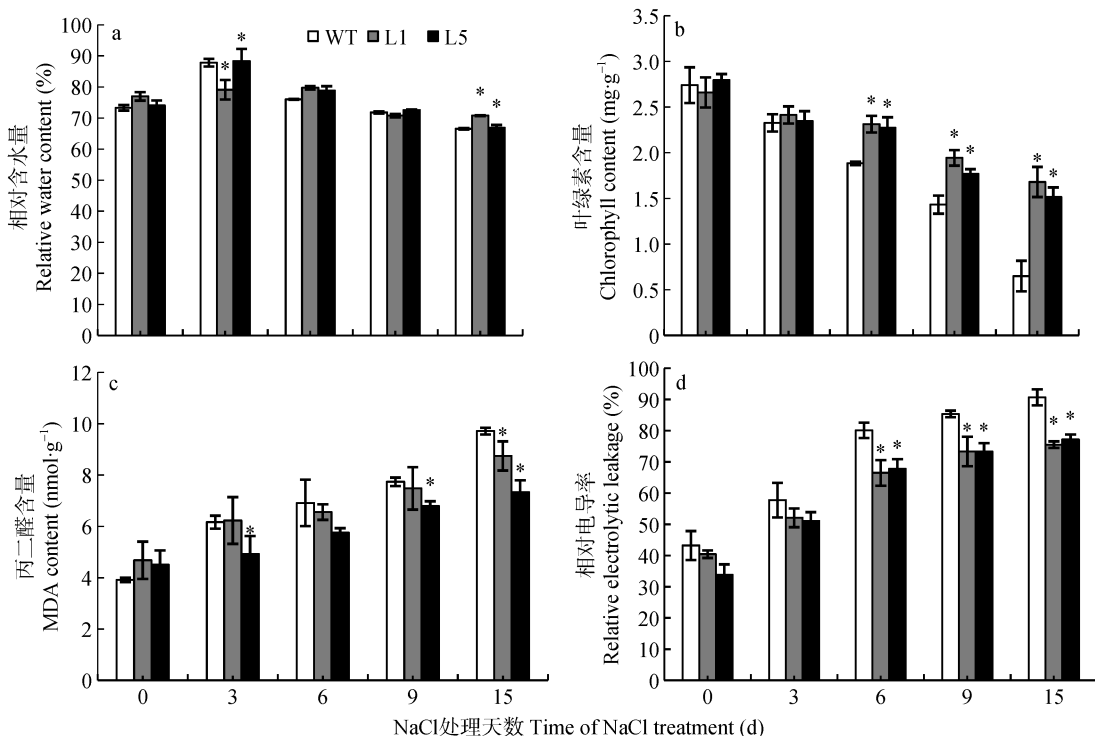 a
WT L1 L5
相对含水量
Relative water content (%)
100
90
80
70
60
50
40
30
20
10
0
* * * *
b
叶绿素含量
Chlorophyll content (mg·g⁻¹)
3.5
3.0
2.5
2.0
1.5
1.0
0.5
0
* * * * * *
c
丙二醛含量
MDA content (nmol·g⁻¹)
12
10
8
6
4
2
0
* * * *
0 3 6 9 15
d
相对电导率
Relative electrolytic leakage (%)
100
90
80
70
60
50
40
30
20
10
0
* * * * * *
0 3 6 9 15
NaCl处理天数 Time of NaCl treatment (d)